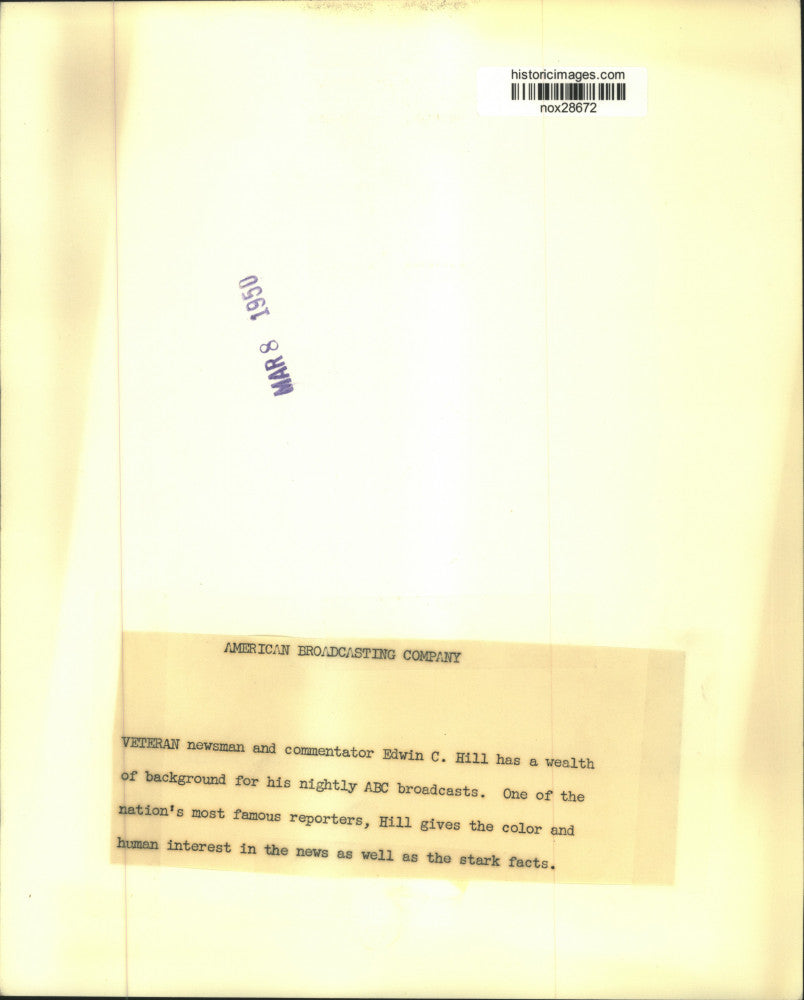 historicimages.com
nox28672
MAR 8 1950
AMERICAN BROADCASTING COMPANY
VETERAN newsman and commentator Edwin C. Hill has a wealth
of background for his nightly ABC broadcasts. One of the
nation's most famous reporters, Hill gives the color and
human interest in the news as well as the stark facts.